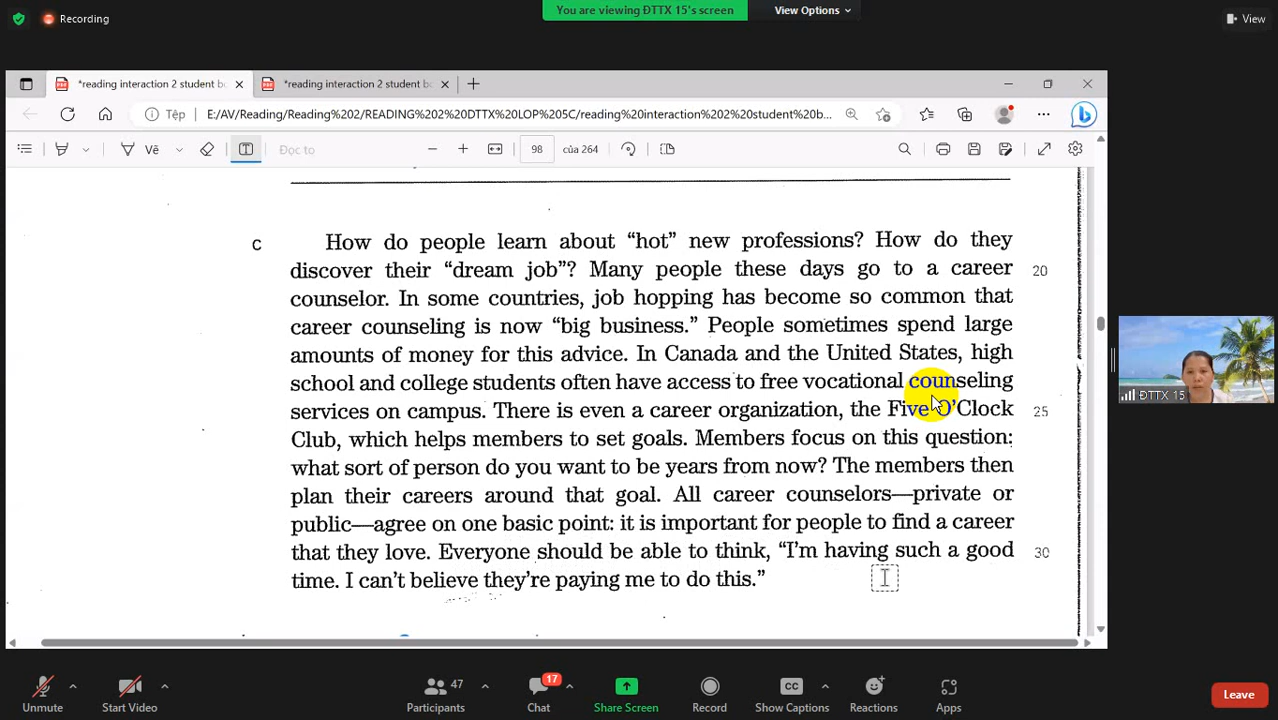 Recording
You are viewing ĐTTX 15's screen
View Options
View
*reading interaction 2 student b
*reading interaction 2 student b
Tệp
E:/AV/Reading/Reading%202/READING%202%20DTTX%20LOP%205C/reading%20interaction%202%20student%20b...
Vẽ
Đọc to
98
của 264
C
How do people learn about “hot” new professions? How do they
discover their “dream job”? Many people these days go to a career 20
counselor. In some countries, job hopping has become so common that
career counseling is now “big business.” People sometimes spend large
amounts of money for this advice. In Canada and the United States, high
school and college students often have access to free vocational counseling
services on campus. There is even a career organization, the Five O’Clock 25
Club, which helps members to set goals. Members focus on this question:
what sort of person do you want to be years from now? The members then
plan their careers around that goal. All career counselors—private or
public—agree on one basic point: it is important for people to find a career
that they love. Everyone should be able to think, “I’m having such a good 30
time. I can’t believe they’re paying me to do this.”
ĐTTX 15
Unmute
Start Video
47
Participants
17
Chat
Share Screen
Record
CC
Show Captions
Reactions
Apps
Leave